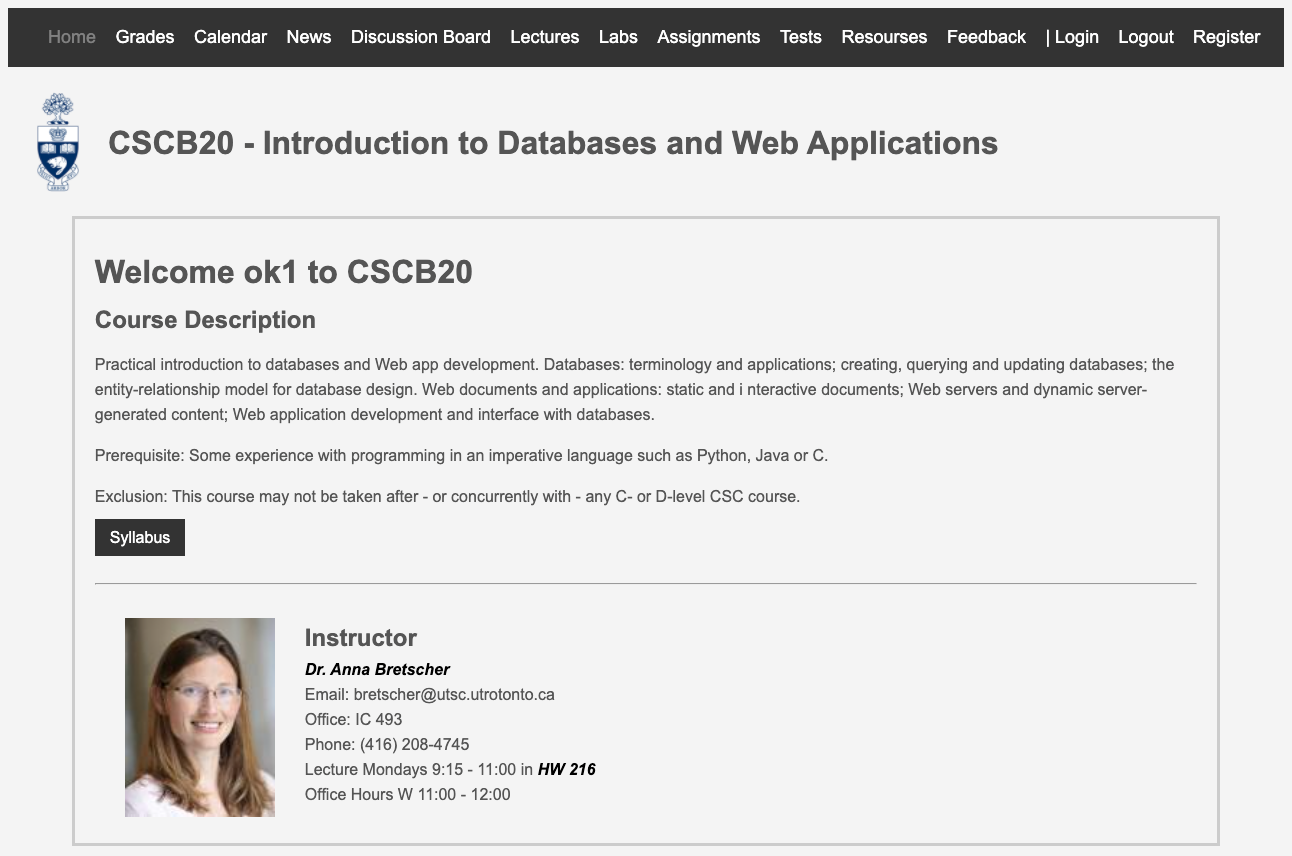 Home Grades Calendar News Discussion Board Lectures Labs Assignments Tests Resourses Feedback | Login Logout Register
CSCB20 - Introduction to Databases and Web Applications
Welcome ok1 to CSCB20
Course Description
Practical introduction to databases and Web app development. Databases: terminology and applications; creating, querying and updating databases; the
entity-relationship model for database design. Web documents and applications: static and i nteractive documents; Web servers and dynamic server-
generated content; Web application development and interface with databases.
Prerequisite: Some experience with programming in an imperative language such as Python, Java or C.
Exclusion: This course may not be taken after - or concurrently with - any C- or D-level CSC course.
Syllabus
Instructor
Dr. Anna Bretscher
Email: bretscher@utsc.utrotonto.ca
Office: IC 493
Phone: (416) 208-4745
Lecture Mondays 9:15 - 11:00 in HW 216
Office Hours W 11:00 - 12:00